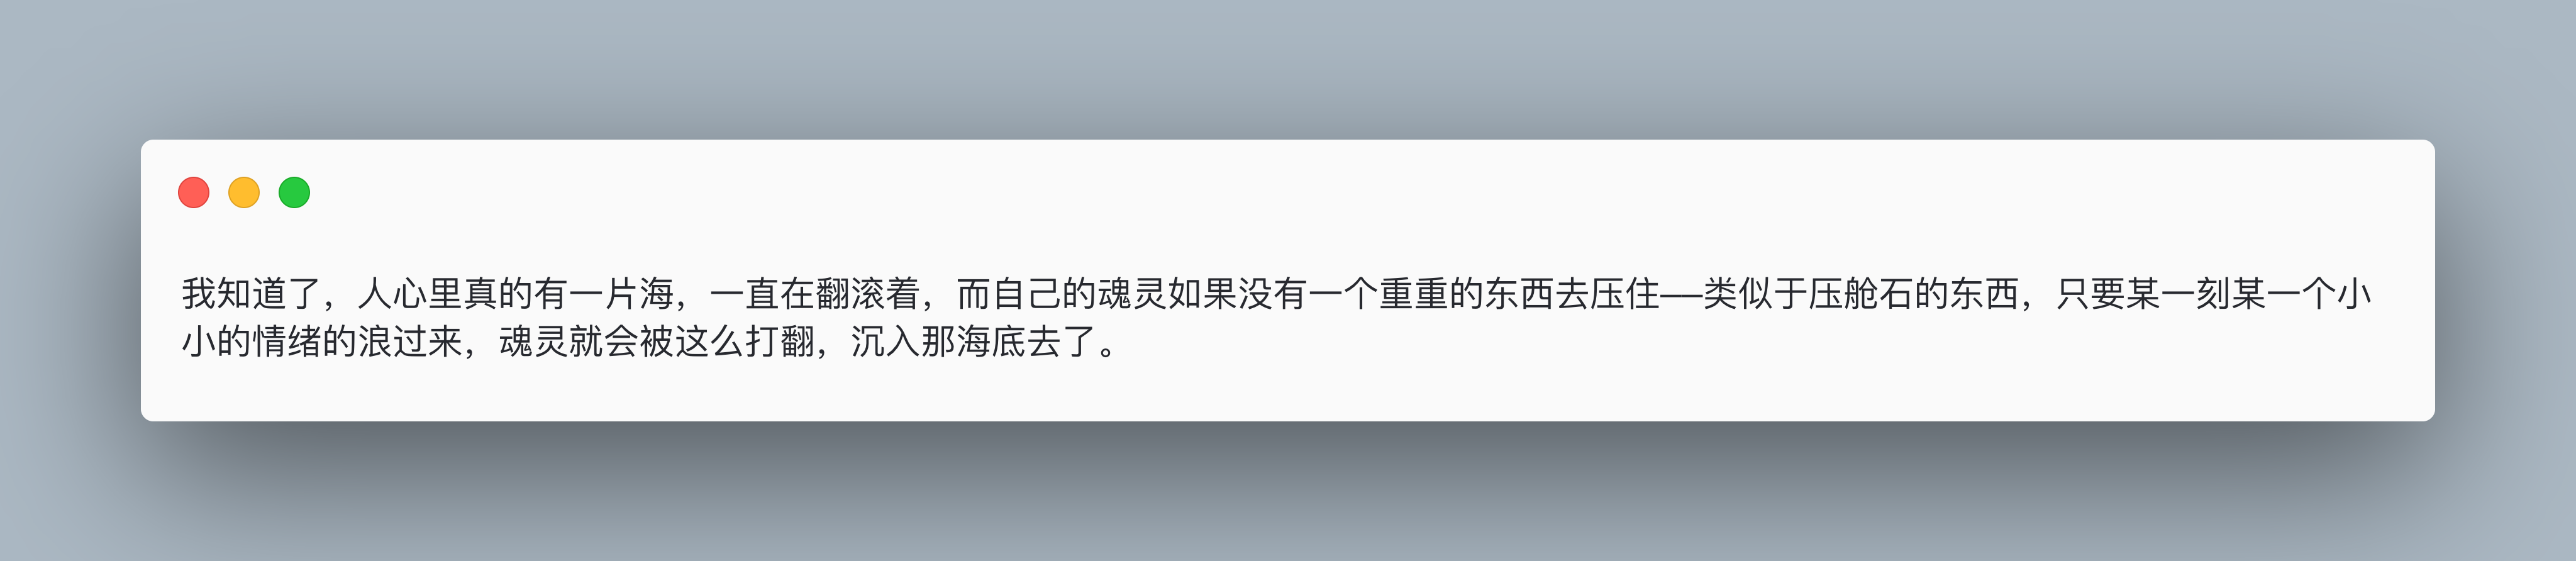 我知道了，人心里真的有一片海，一直在翻滚着，而自己的魂灵如果没有一个重重的东西去压住——类似于压舱石的东西，只要某一刻某一个小
小的情绪的浪过来，魂灵就会被这么打翻，沉入那海底去了。